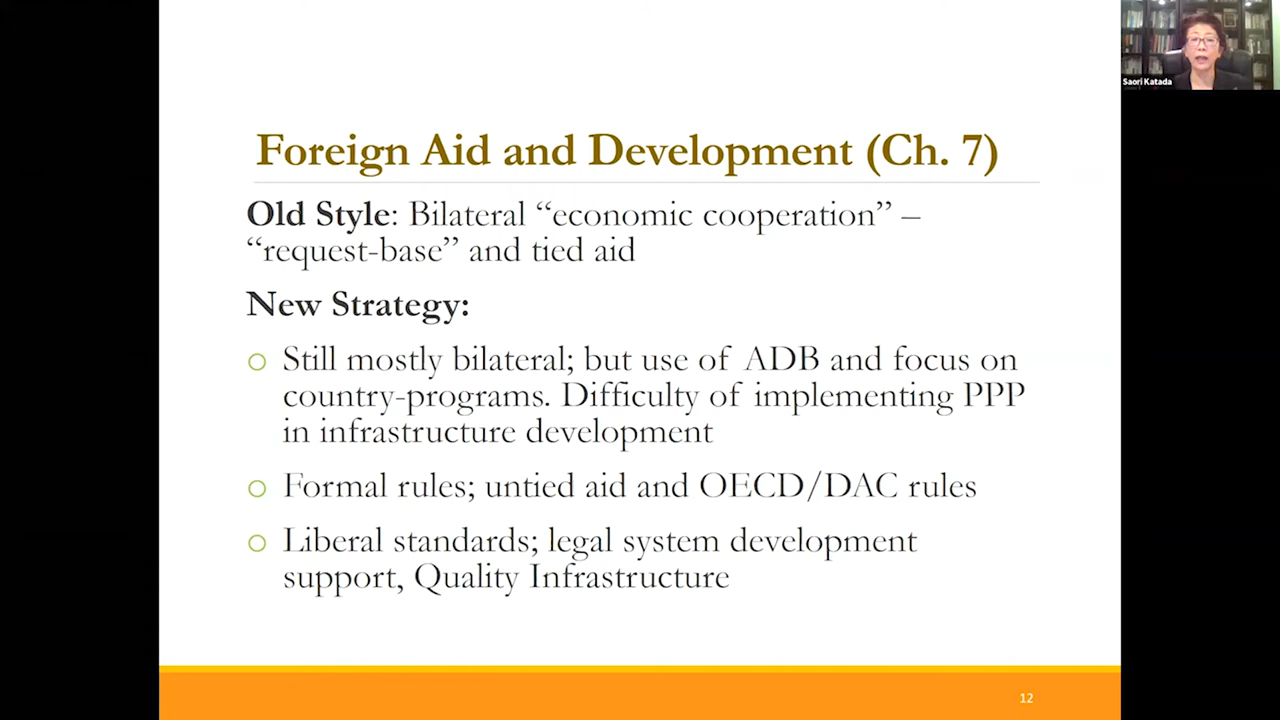 Saori Katada
Foreign Aid and Development (Ch. 7)
Old Style: Bilateral “economic cooperation” –
“request-base” and tied aid
New Strategy:
Still mostly bilateral; but use of ADB and focus on
country-programs. Difficulty of implementing PPP
in infrastructure development
Formal rules; untied aid and OECD/DAC rules
Liberal standards; legal system development
support, Quality Infrastructure
12